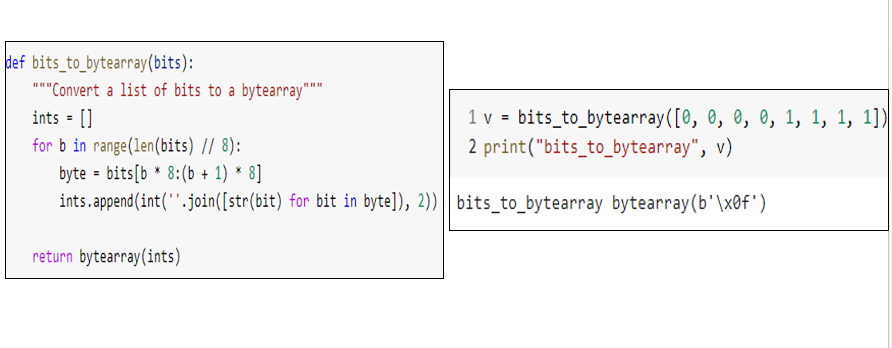 def bits_to_bytearray(bits):
    """Convert a list of bits to a bytearray"""
    ints = []
    for b in range(len(bits) // 8):
        byte = bits[b * 8:(b + 1) * 8]
        ints.append(int(''.join([str(bit) for bit in byte]), 2))
    return bytearray(ints)
1 v = bits_to_bytearray([0, 0, 0, 0, 1, 1, 1, 1])
2 print("bits_to_bytearray", v)
bits_to_bytearray bytearray(b'\x0f')